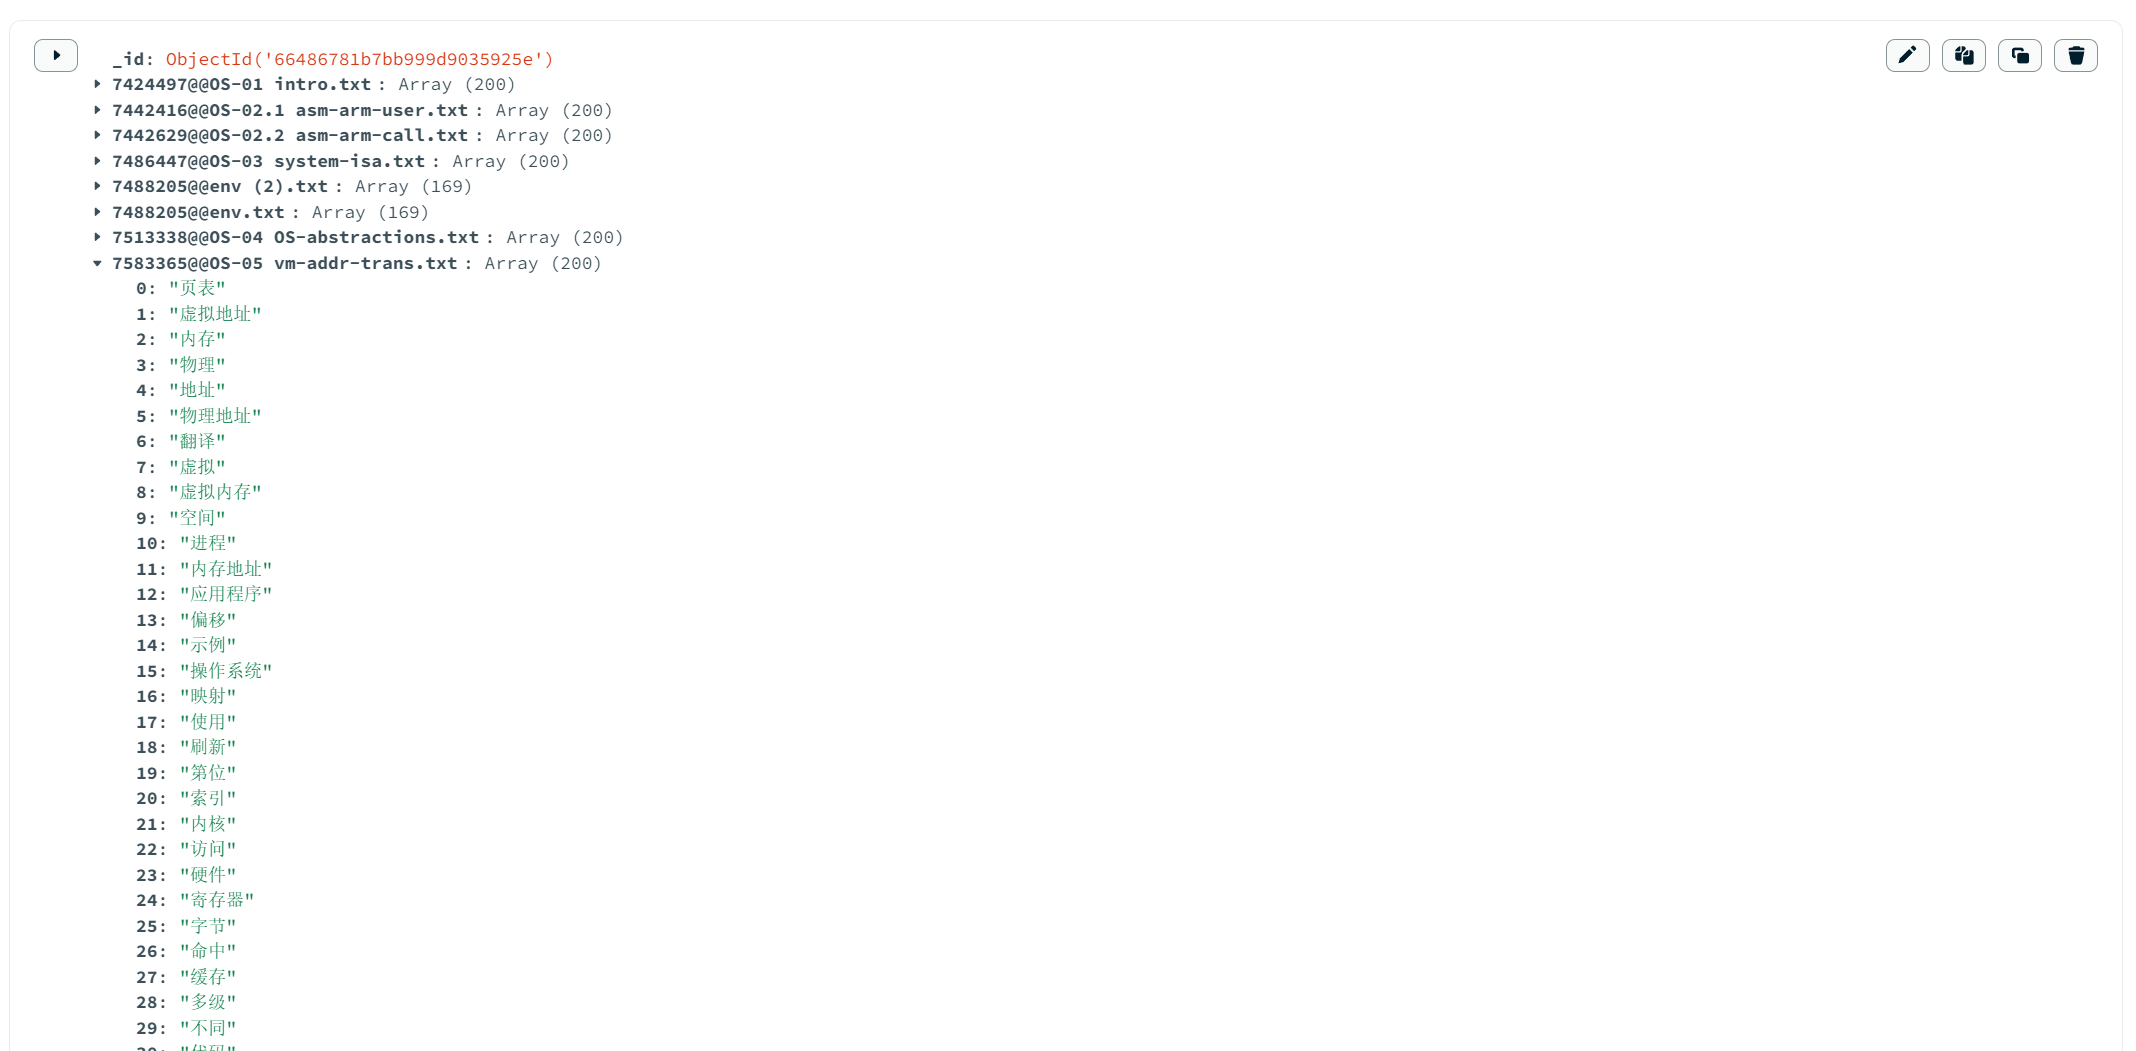 _id: ObjectId('66486781b7bb999d9035925e')
7424497@@OS-01 intro.txt : Array (200)
7442416@@OS-02.1 asm-arm-user.txt : Array (200)
7442629@@OS-02.2 asm-arm-call.txt : Array (200)
7486447@@OS-03 system-isa.txt : Array (200)
7488205@@env (2).txt : Array (169)
7488205@@env.txt : Array (169)
7513338@@OS-04 OS-abstractions.txt : Array (200)
7583365@@OS-05 vm-addr-trans.txt : Array (200)
0: "页表"
1: "虚拟地址"
2: "内存"
3: "物理"
4: "地址"
5: "物理地址"
6: "翻译"
7: "虚拟"
8: "虚拟内存"
9: "空间"
10: "进程"
11: "内存地址"
12: "应用程序"
13: "偏移"
14: "示例"
15: "操作系统"
16: "映射"
17: "使用"
18: "刷新"
19: "第位"
20: "索引"
21: "内核"
22: "访问"
23: "硬件"
24: "寄存器"
25: "字节"
26: "命中"
27: "缓存"
28: "多级"
29: "不同"
30: "代码"